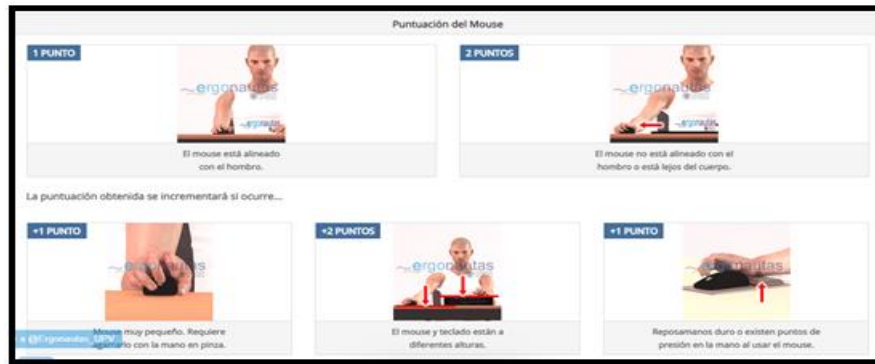 Puntuación del Mouse
1 PUNTO
2 PUNTOS
ergonautas
ergonautas
ergonautas
El mouse está alineado
con el hombro.
El mouse no está alineado con el
hombro o está lejos del cuerpo.
La puntuación obtenida se incrementará si ocurre...
+1 PUNTO
+2 PUNTOS
+1 PUNTO
ergonautas
ergonautas
ergonautas
Mouse muy pequeño. Requiere
agarrarlo con la mano en pinza.
El mouse y teclado están a
diferentes alturas.
Reposamanos duro o existen puntos de
presión en la mano al usar el mouse.
a @Ergonautas_UPV